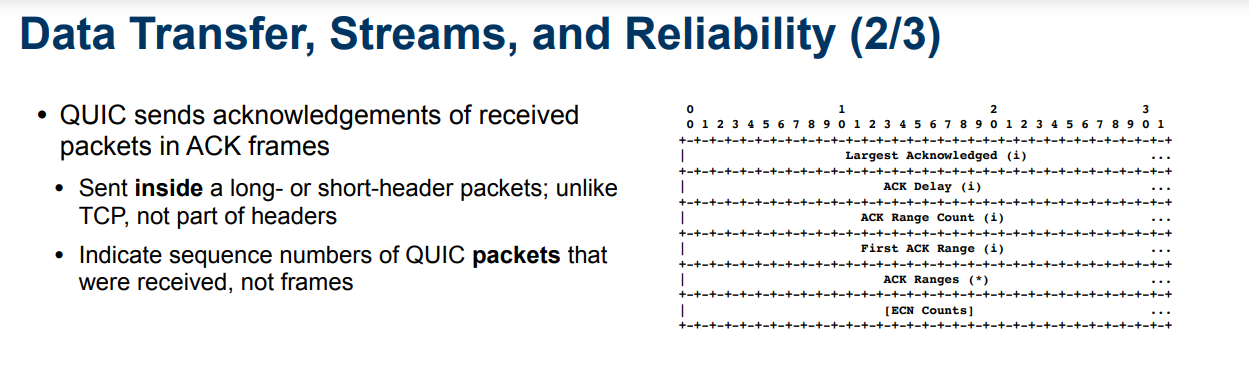 Data Transfer, Streams, and Reliability (2/3)
• QUIC sends acknowledgements of received
packets in ACK frames
• Sent inside a long- or short-header packets; unlike
TCP, not part of headers
• Indicate sequence numbers of QUIC packets that
were received, not frames
0                   1                   2                   3
0 1 2 3 4 5 6 7 8 9 0 1 2 3 4 5 6 7 8 9 0 1 2 3 4 5 6 7 8 9 0 1
+-+-+-+-+-+-+-+-+-+-+-+-+-+-+-+-+-+-+-+-+-+-+-+-+-+-+-+-+-+-+-+-+
|                     Largest Acknowledged (i)                ...
+-+-+-+-+-+-+-+-+-+-+-+-+-+-+-+-+-+-+-+-+-+-+-+-+-+-+-+-+-+-+-+-+
|                          ACK Delay (i)                      ...
+-+-+-+-+-+-+-+-+-+-+-+-+-+-+-+-+-+-+-+-+-+-+-+-+-+-+-+-+-+-+-+-+
|                       ACK Range Count (i)                   ...
+-+-+-+-+-+-+-+-+-+-+-+-+-+-+-+-+-+-+-+-+-+-+-+-+-+-+-+-+-+-+-+-+
|                       First ACK Range (i)                   ...
+-+-+-+-+-+-+-+-+-+-+-+-+-+-+-+-+-+-+-+-+-+-+-+-+-+-+-+-+-+-+-+-+
|                          ACK Ranges (*)                     ...
+-+-+-+-+-+-+-+-+-+-+-+-+-+-+-+-+-+-+-+-+-+-+-+-+-+-+-+-+-+-+-+-+
|                          [ECN Counts]                       ...
+-+-+-+-+-+-+-+-+-+-+-+-+-+-+-+-+-+-+-+-+-+-+-+-+-+-+-+-+-+-+-+-+